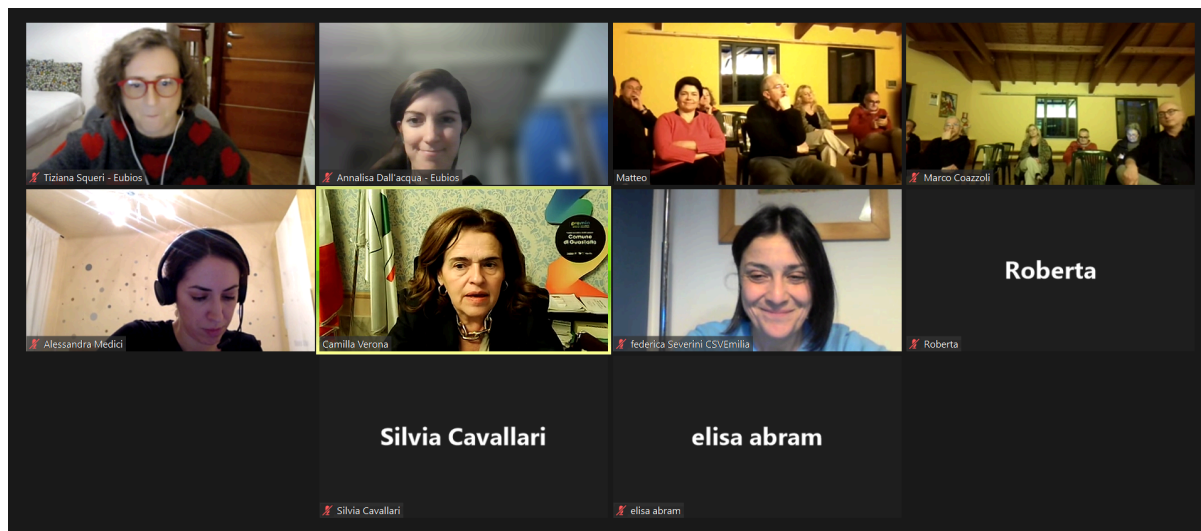 Tiziana Squeri - Eubios
Annalisa Dall'acqua - Eubios
Matteo
Marco Coazzoli
Alessandra Medici
Comune
di Guastalla
Camilla Verona
federica Severini CSVEmilia
Roberta
Roberta
Silvia Cavallari
Silvia Cavallari
elisa abram
elisa abram